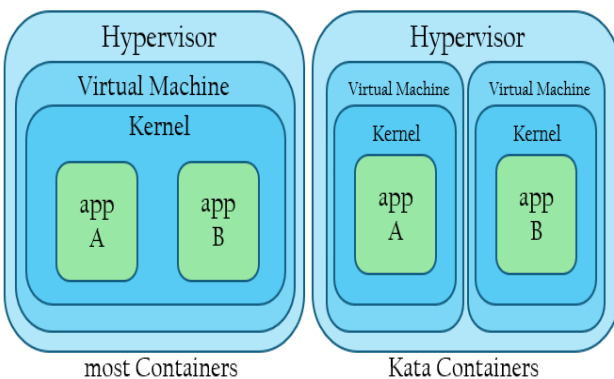 Hypervisor
Virtual Machine
Kernel
app
A
app
B
most Containers
Hypervisor
Virtual Machine
Kernel
app
A
Virtual Machine
Kernel
app
B
Kata Containers